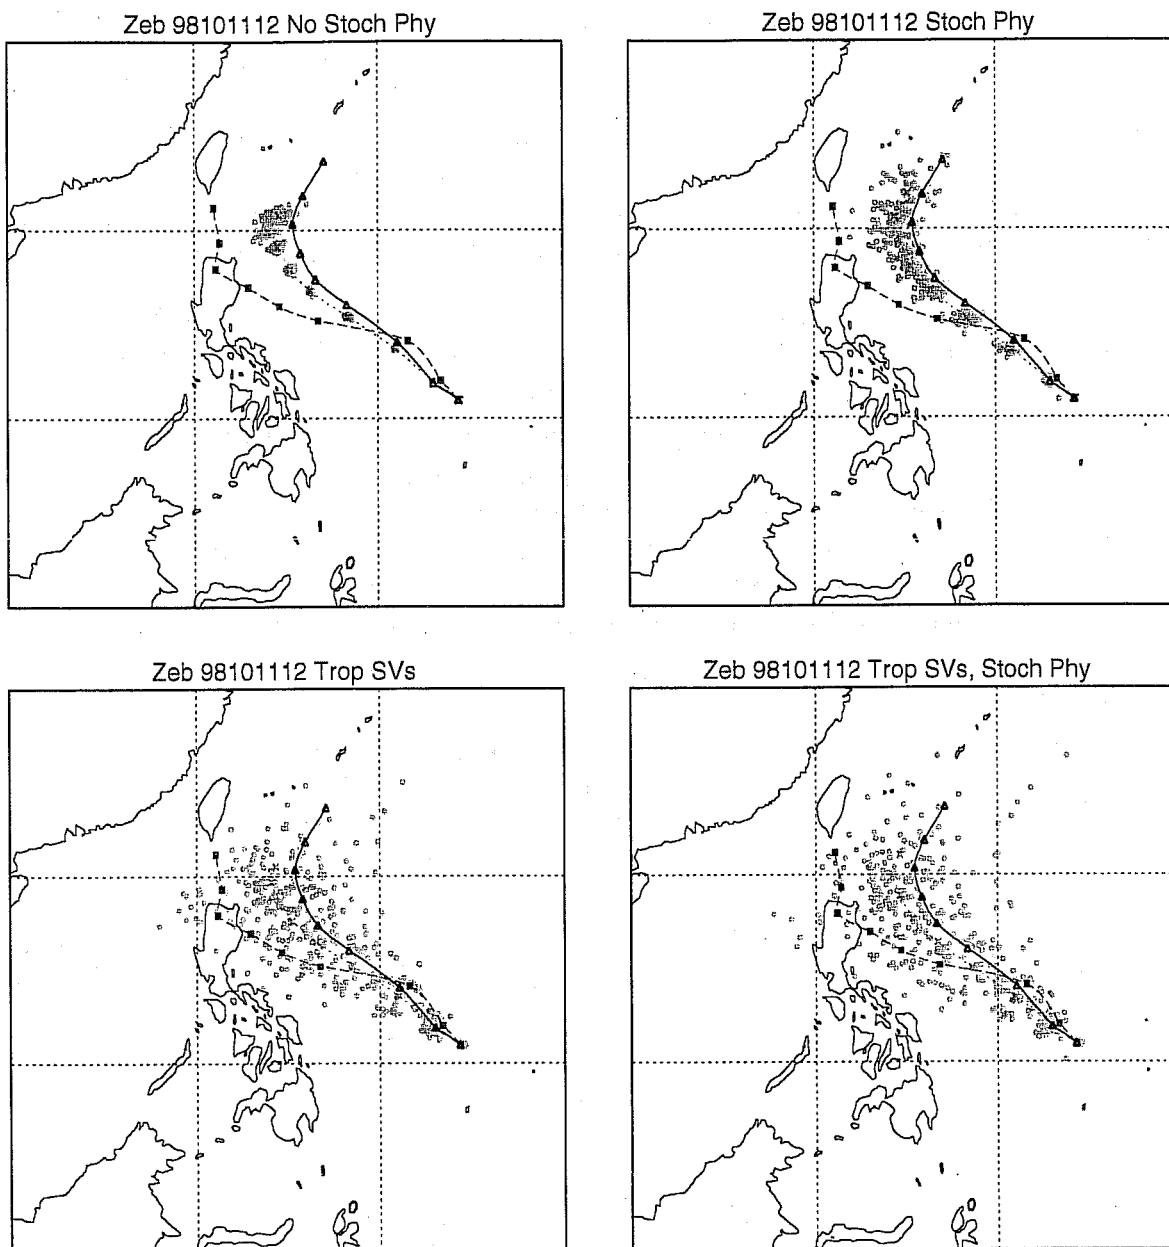 Zeb 98101112 No Stoch Phy
Zeb 98101112 Stoch Phy
Zeb 98101112 Trop SVs
Zeb 98101112 Trop SVs, Stoch Phy